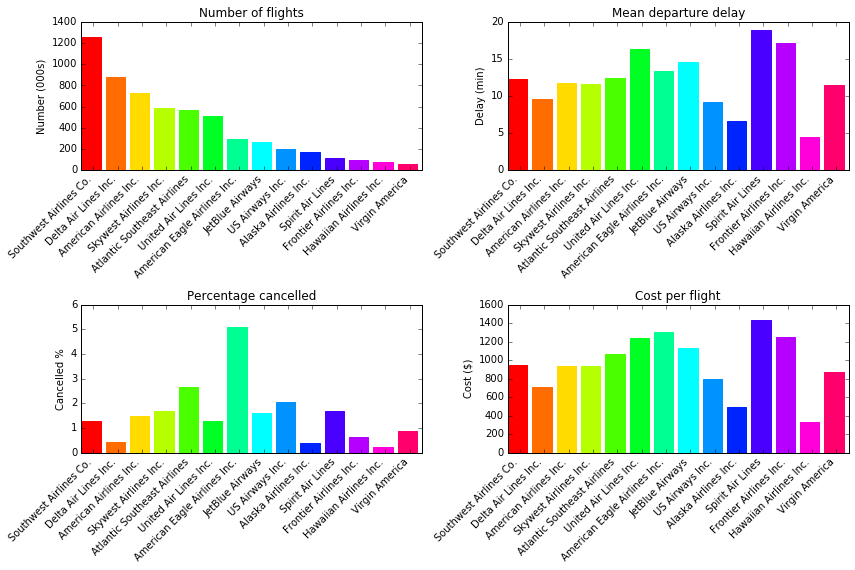 Number of flights
Number (000s)
1400
1200
1000
800
600
400
200
0
Southwest Airlines Co.
Delta Air Lines Inc.
American Airlines Inc.
Skywest Airlines Inc.
Atlantic Southeast Airlines
United Air Lines Inc.
American Eagle Airlines Inc.
JetBlue Airways
US Airways Inc.
Alaska Airlines Inc.
Spirit Air Lines
Frontier Airlines Inc.
Hawaiian Airlines Inc.
Virgin America
Mean departure delay
Delay (min)
20
15
10
5
0
Southwest Airlines Co.
Delta Air Lines Inc.
American Airlines Inc.
Skywest Airlines Inc.
Atlantic Southeast Airlines
United Air Lines Inc.
American Eagle Airlines Inc.
JetBlue Airways
US Airways Inc.
Alaska Airlines Inc.
Spirit Air Lines
Frontier Airlines Inc.
Hawaiian Airlines Inc.
Virgin America
Percentage cancelled
Cancelled %
6
5
4
3
2
1
0
Southwest Airlines Co.
Delta Air Lines Inc.
American Airlines Inc.
Skywest Airlines Inc.
Atlantic Southeast Airlines
United Air Lines Inc.
American Eagle Airlines Inc.
JetBlue Airways
US Airways Inc.
Alaska Airlines Inc.
Spirit Air Lines
Frontier Airlines Inc.
Hawaiian Airlines Inc.
Virgin America
Cost per flight
Cost ($)
1600
1400
1200
1000
800
600
400
200
0
Southwest Airlines Co.
Delta Air Lines Inc.
American Airlines Inc.
Skywest Airlines Inc.
Atlantic Southeast Airlines
United Air Lines Inc.
American Eagle Airlines Inc.
JetBlue Airways
US Airways Inc.
Alaska Airlines Inc.
Spirit Air Lines
Frontier Airlines Inc.
Hawaiian Airlines Inc.
Virgin America